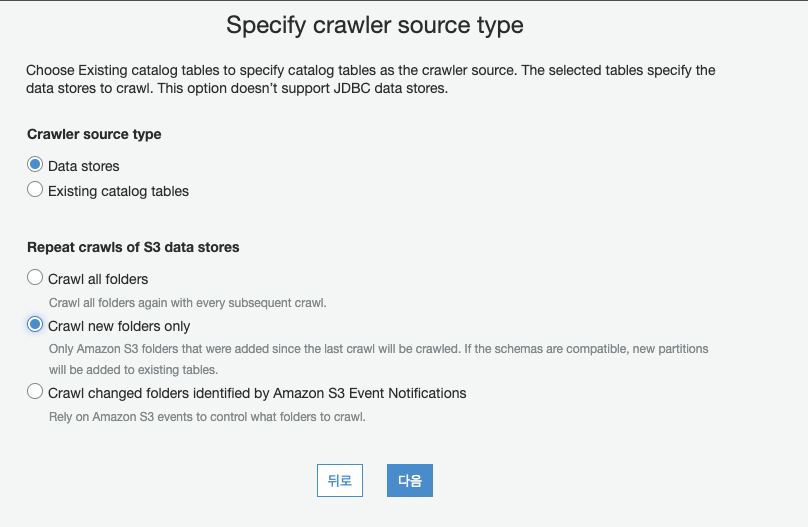 Specify crawler source type
Choose Existing catalog tables to specify catalog tables as the crawler source. The selected tables specify the
data stores to crawl. This option doesn't support JDBC data stores.
Crawler source type
Data stores
Existing catalog tables
Repeat crawls of S3 data stores
Crawl all folders
Crawl all folders again with every subsequent crawl.
Crawl new folders only
Only Amazon S3 folders that were added since the last crawl will be crawled. If the schemas are compatible, new partitions
will be added to existing tables.
Crawl changed folders identified by Amazon S3 Event Notifications
Rely on Amazon S3 events to control what folders to crawl.
뒤로 다음